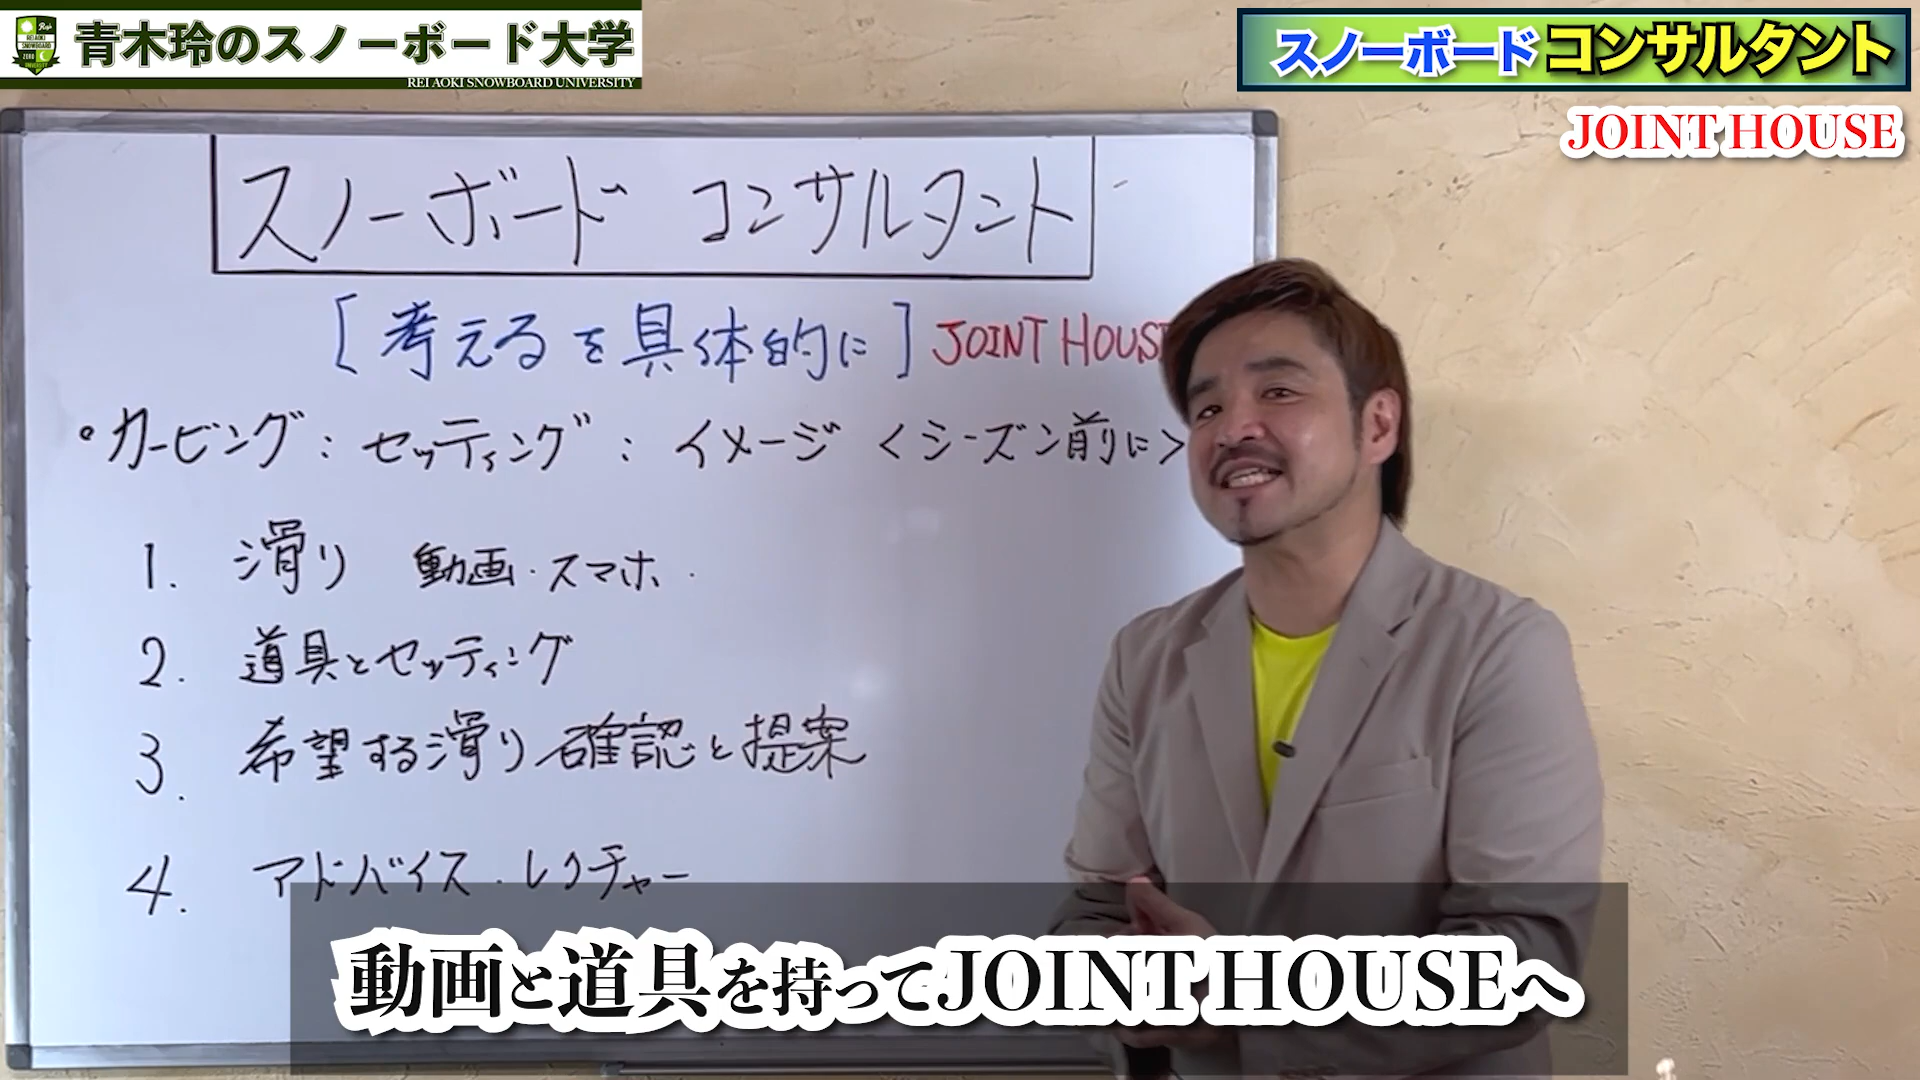 青木玲のスノーボード大学
REI AOKI SNOWBOARD UNIVERSITY
スノーボードコンサルタント
JOINT HOUSE
スノーボード コンサルタント
[考えるを具体的に] JOINT HOUSE
・カービング:セッティング:イメージ <シーズン前に>
1. 滑り 動画・スマホ.
2. 道具とセッティング
3. 希望する滑り確認と提案
4. アドバイス・レクチャー
動画と道具を持ってJOINT HOUSEへ